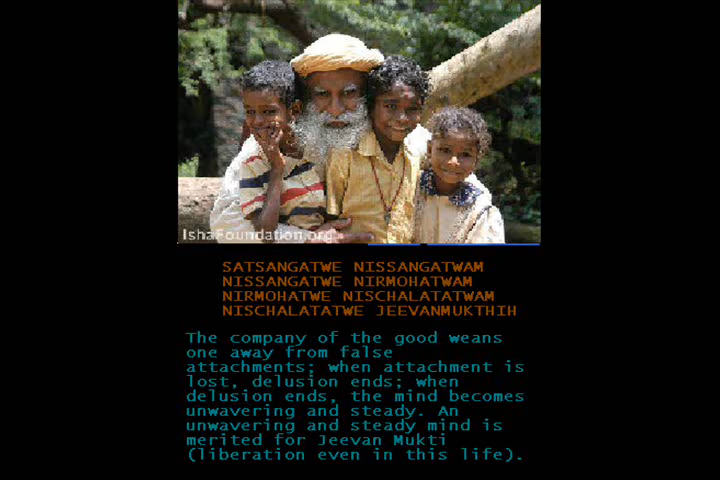 IshaFoundation.org
SATSANGATWE NISSANGATWAM
NISSANGATWE NIRMOHATWAM
NIRMOHATWE NISCHALATATWAM
NISCHALATATWE JEEVANMUKTHIH
The company of the good weans
one away from false
attachments; when attachment is
lost, delusion ends; when
delusion ends, the mind becomes
unwavering and steady. An
unwavering and steady mind is
merited for Jeevan Mukti
(liberation even in this life).